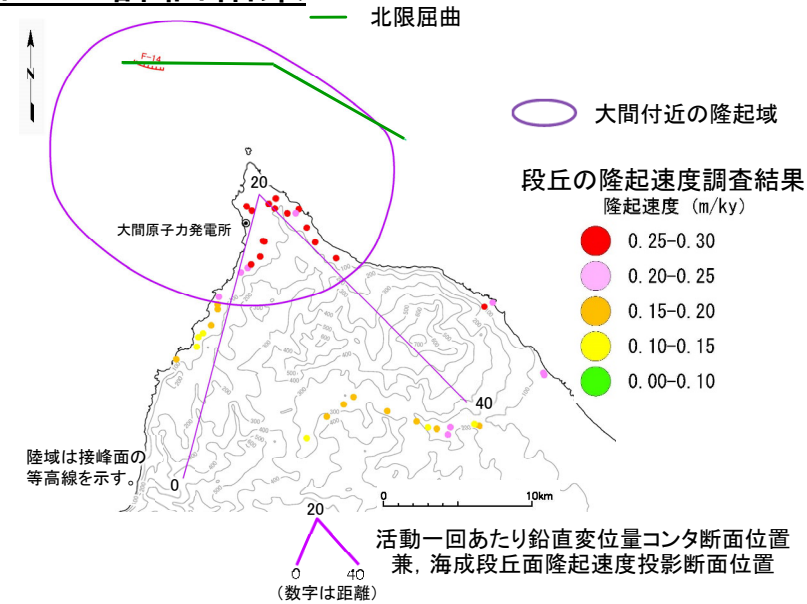 北限屈曲
F-14
N
大間付近の隆起域
20
大間原子力発電所
段丘の隆起速度調査結果
隆起速度 (m/ky)
0.25-0.30
0.20-0.25
0.15-0.20
0.10-0.15
0.00-0.10
40
陸域は接峰面の
等高線を示す。
0
0
10km
20
0
40
(数字は距離)
活動一回あたり鉛直変位量コンタ断面位置
兼，海成段丘面隆起速度投影断面位置